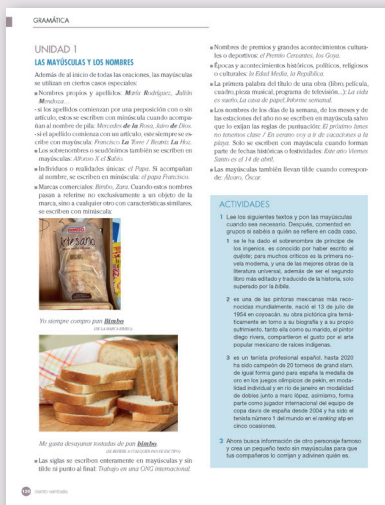 GRAMÁTICA
UNIDAD 1
LAS MAYÚSCULAS Y LOS NOMBRES
Además de al inicio de todas las oraciones, las mayúsculas
se utilizan en ciertos casos especiales:
■ Nombres propios y apellidos: María Rodríguez, Julián
Mendoza...
- si los apellidos comienzan por una preposición con o sin
artículo, estos se escriben con minúscula cuando acompa-
ñan al nombre de pila: Mercedes de la Rosa, Jairo de Dios.
- si el apellido comienza con un artículo, este siempre se es-
cribe con mayúscula: Francisco La Torre / Beatriz La Hoz.
■ Los sobrenombres o seudónimos también se escriben en
mayúsculas: Alfonso X el Sabio.
■ Individuos o realidades únicas: el Papa. Si acompañan
al nombre, se escriben en minúscula: el papa Francisco.
■ Marcas comerciales: Bimbo, Zara. Cuando estos nombres
pasan a referirse no exclusivamente a un objeto de la
marca, sino a cualquier otro con características similares,
se escriben con minúscula:
Artesano
Yo siempre compro pan Bimbo.
(DE LA MARCA BIMBO)
Me gusta desayunar tostadas de pan bimbo.
■ Las siglas se escriben enteramente en mayúsculas y sin
tilde ni punto al final: Trabajo en una ONG internacional.
■ Nombres de premios y grandes acontecimientos cultura-
les o deportivos: el Premio Cervantes, los Goya.
■ Épocas y acontecimientos históricos, políticos, religiosos
o culturales: la Edad Media, la República.
■ La primera palabra del título de una obra (libro, película,
cuadro, pieza musical, programa de televisión...): La vida
es sueño, La casa de papel, Informe semanal.
■ Los nombres de los días de la semana, de los meses y de
las estaciones del año no se escriben en mayúscula salvo
que lo exijan las reglas de puntuación: El próximo lunes
no tenemos clase / En verano voy a ir de vacaciones a la
playa. Solo se escriben con mayúscula cuando forman
parte de fechas históricas o festividades: Este año Viernes
Santo es el 14 de abril.
■ Las mayúsculas también llevan tilde cuando correspon-
de: Álvaro, Óscar.
ACTIVIDADES
1 Lee los siguientes textos y pon las mayúsculas
cuando sea necesario. Después, comentad en
grupos si sabéis a quién se refiere en cada caso.
1 se le ha dado el sobrenombre de príncipe de
los ingenios. es conocido por haber escrito el
quijote; para muchos críticos es la primera no-
vela moderna, y una de las mejores obras de la
literatura universal, además de ser el segundo
libro más editado y traducido de la historia, solo
superado por la biblia.
2 es una de las pintoras mexicanas más reco-
nocidas mundialmente. nació el 13 de julio de
1954 en coyoacán. su obra pictórica gira temá-
ticamente en torno a su biografía y a su propio
sufrimiento. tanto ella como su marido, el pintor
diego rivera, compartieron el gusto por el arte
popular mexicano de raíces indígenas.
3 es un tenista profesional español. hasta 2020
ha sido campeón de 20 torneos de grand slam.
de igual forma ganó para españa la medalla de
oro en los juegos olímpicos de pekín, en moda-
lidad individual y en río de janeiro en modalidad
de dobles junto a marc lópez. asimismo, forma
parte como jugador internacional del equipo de
copa davis de españa desde 2004 y ha sido el
tenista número 1 del mundo en el ranking atp en
cinco ocasiones.
2 Ahora busca información de otro personaje famoso
y crea un pequeño texto sin mayúsculas para que
tus compañeros lo corrijan y adivinen quién es.